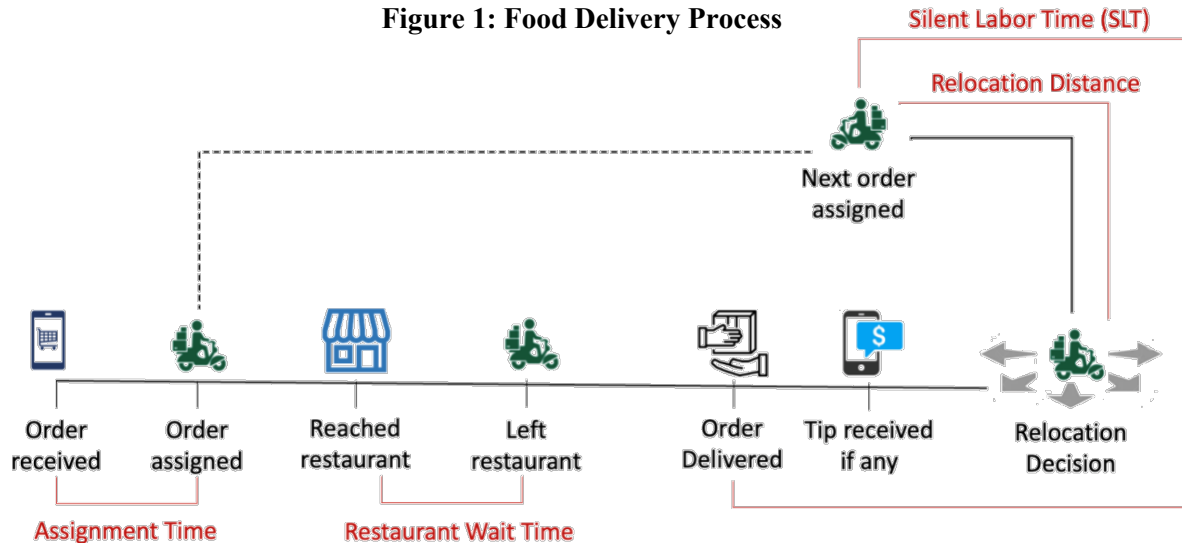 Figure 1: Food Delivery Process
Silent Labor Time (SLT)
Relocation Distance
Next order
assigned
$
Order
received
Order
assigned
Reached
restaurant
Left
restaurant
Order
Delivered
Tip received
if any
Relocation
Decision
Assignment Time
Restaurant Wait Time